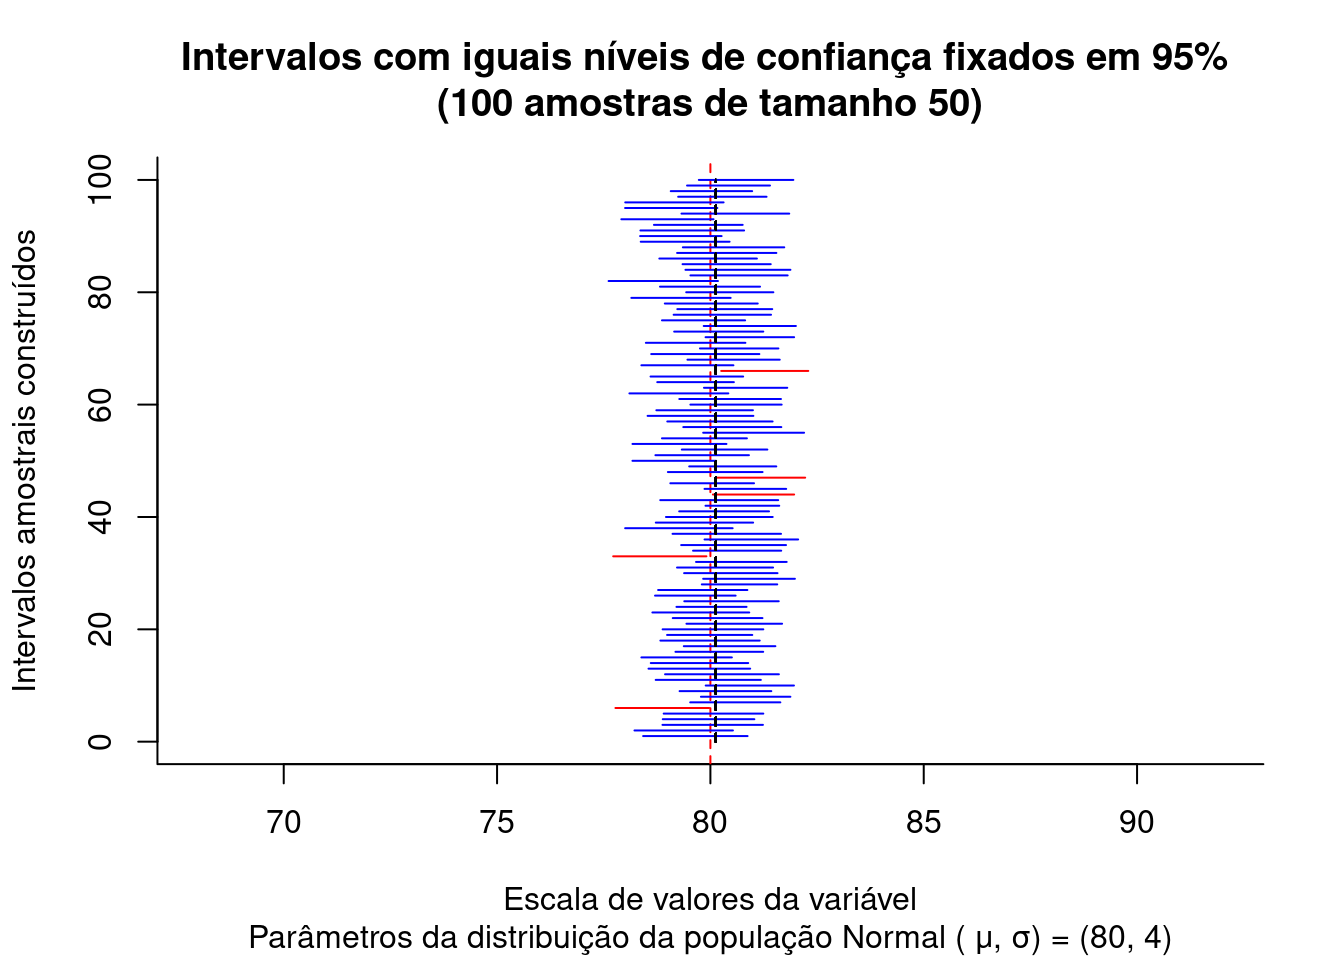 Intervalos com iguais níveis de confiança fixados em 95%
(100 amostras de tamanho 50)
Intervalos amostrais construídos
100
80
60
40
20
0
70 75 80 85 90
Escala de valores da variável
Parâmetros da distribuição da população Normal ( μ, σ) = (80, 4)